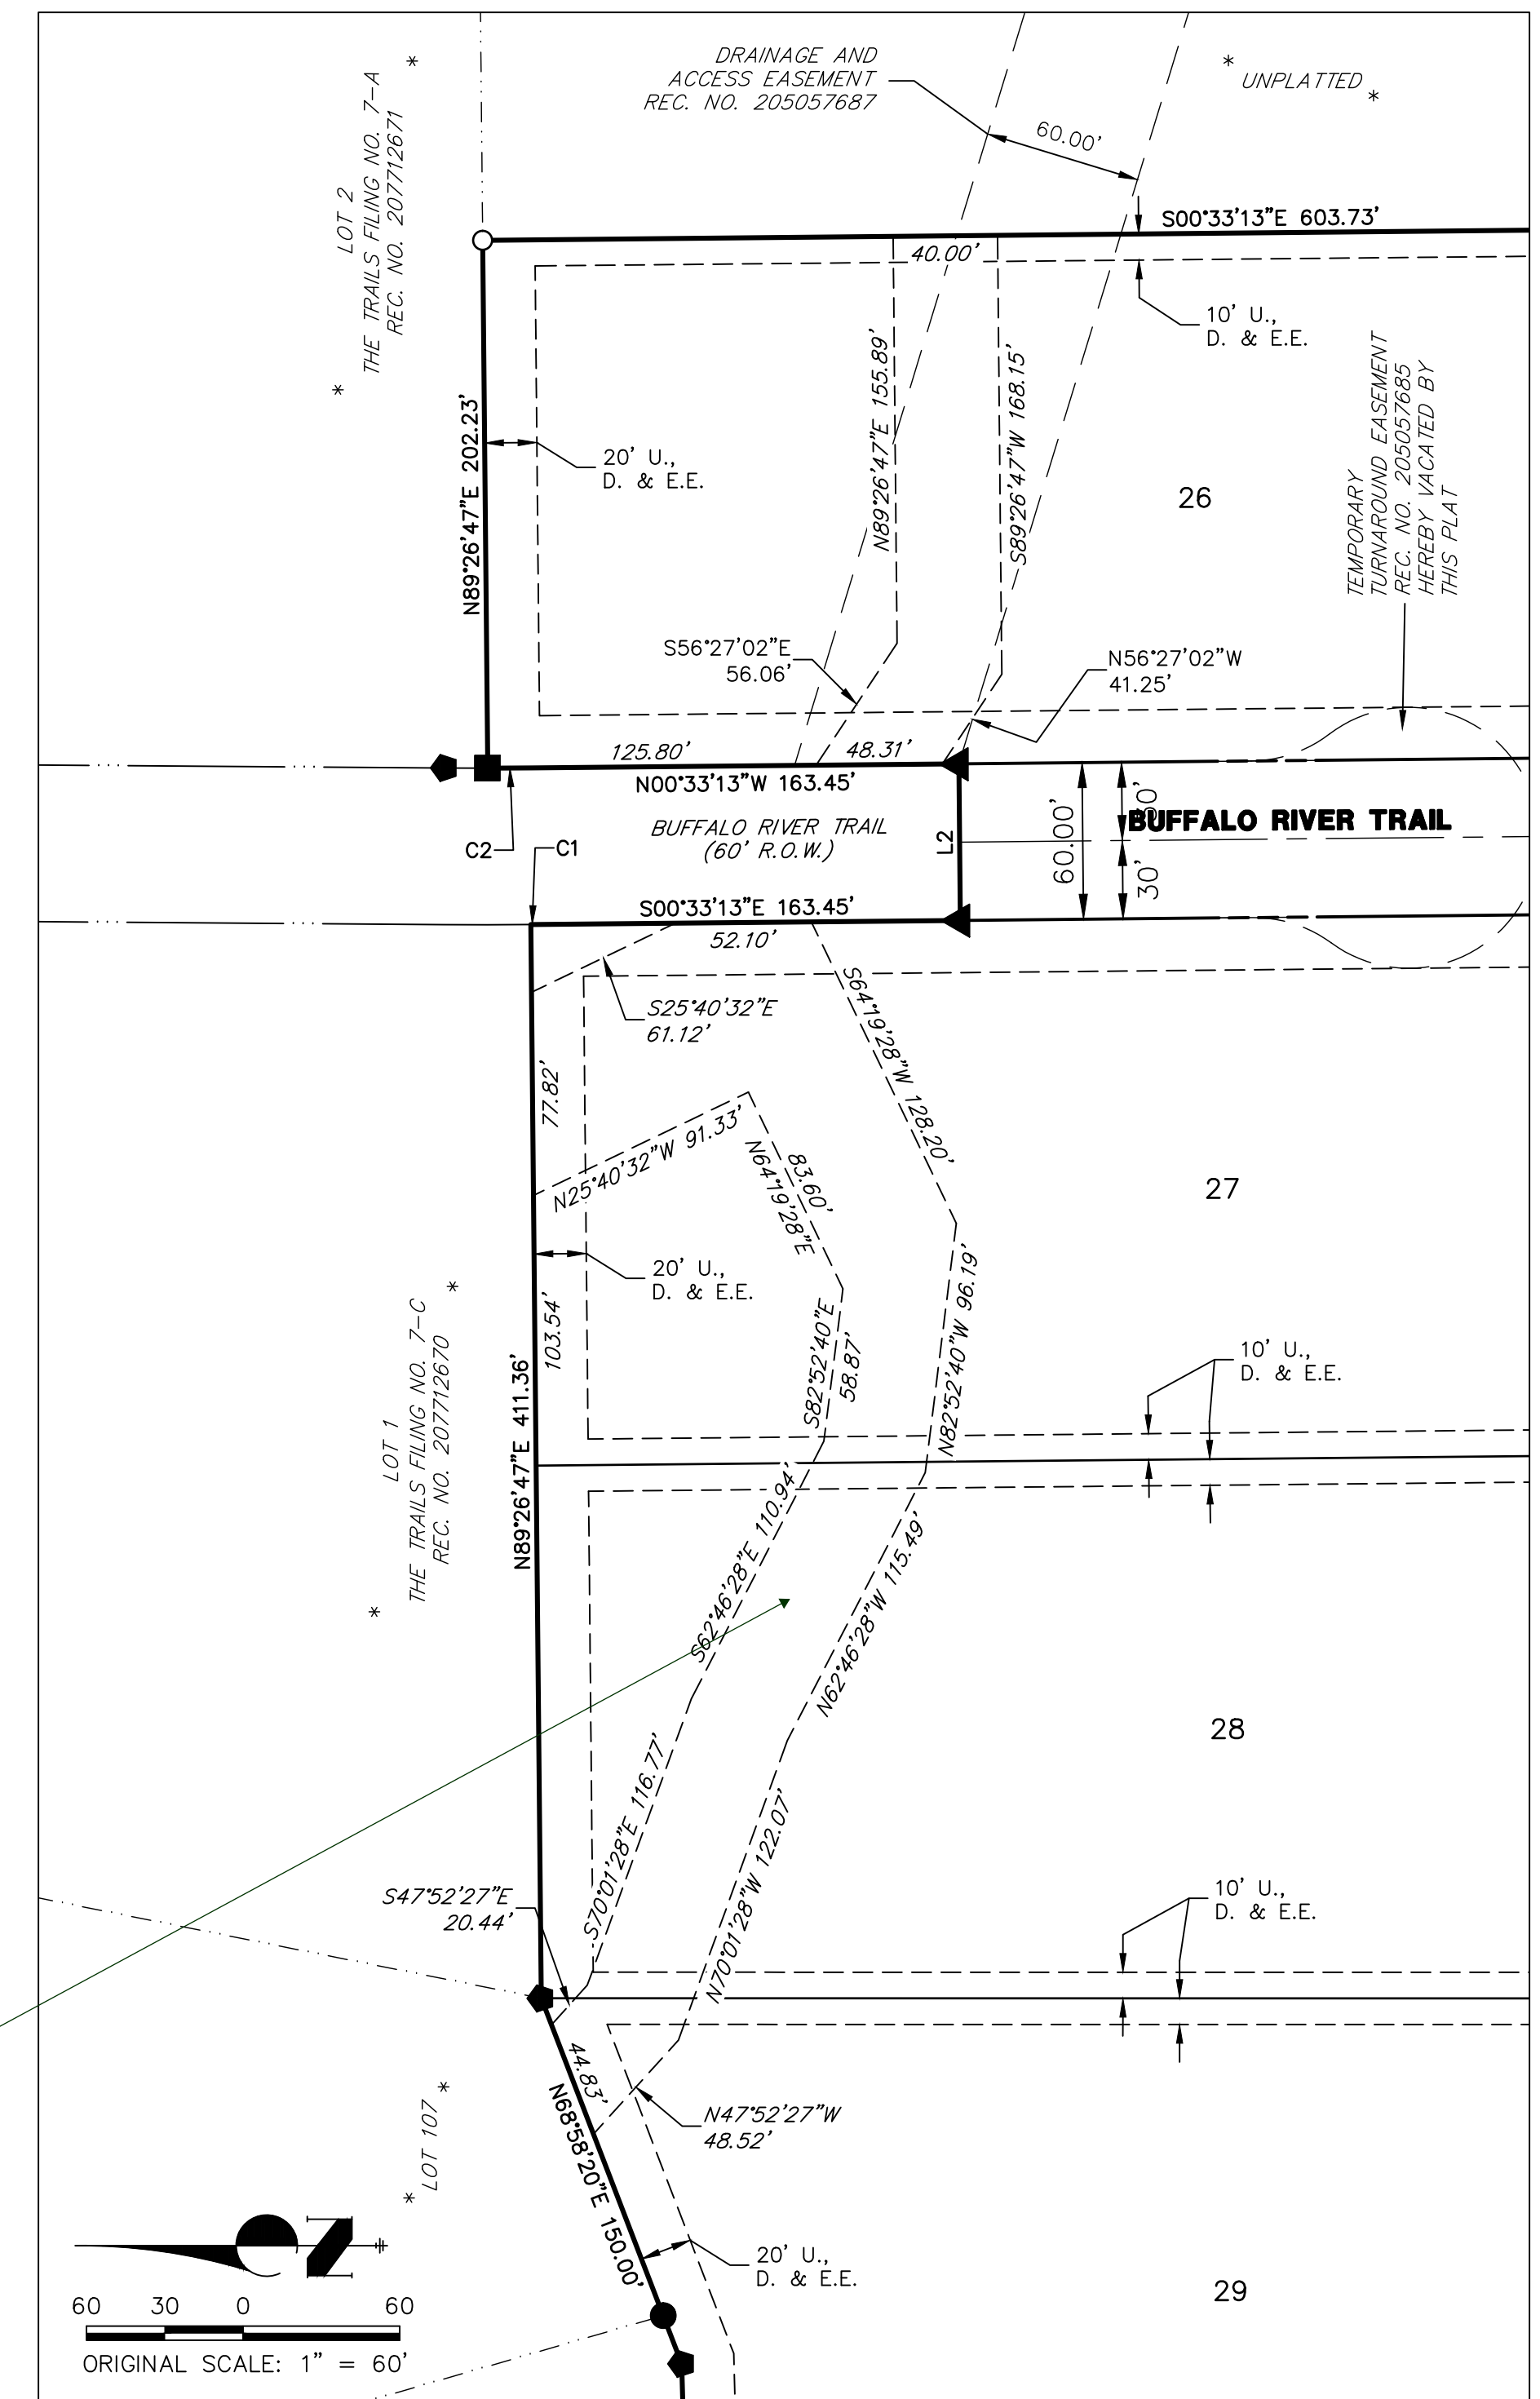 DRAINAGE AND
ACCESS EASEMENT
REC. NO. 205057687
60.00'
* UNPLATTED *
* LOT 2
THE TRAILS FILING NO. 7-A
REC. NO. 207712671 *
S00°33'13"E 603.73'
40.00'
10' U.,
D. & E.E.
N89°26'47"E 202.23'
20' U.,
D. & E.E.
N89°26'47"E 155.89'
S89°26'47"W 168.15'
26
TEMPORARY
TURNAROUND EASEMENT
REC. NO. 205057685
HEREBY VACATED BY
THIS PLAT
S56°27'02"E
56.06'
N56°27'02"W
41.25'
125.80'
48.31'
N00°33'13"W 163.45'
BUFFALO RIVER TRAIL
(60' R.O.W.)
C2
C1
L2
60.00'
30'
BUFFALO RIVER TRAIL
30'
S00°33'13"E 163.45'
52.10'
S25°40'32"E
61.12'
77.82'
S64°19'28"W 128.20'
N25°40'32"W 91.33'
83.60'
N64°19'28"E
27
20' U.,
D. & E.E.
103.54'
S82°52'40"E
58.87'
N82°52'40"W 96.19'
* LOT 1
THE TRAILS FILING NO. 7-C
REC. NO. 207712670 *
N89°26'47"E 411.36'
10' U.,
D. & E.E.
S62°46'28"E 110.94'
N62°46'28"W 115.49'
28
S70°01'28"E 116.77'
N70°01'28"W 122.07'
S47°52'27"E
20.44'
10' U.,
D. & E.E.
44.83'
N68°58'20"E 150.00'
N47°52'27"W
48.52'
* LOT 107 *
20' U.,
D. & E.E.
29
N
60 30 0 60
ORIGINAL SCALE: 1" = 60'